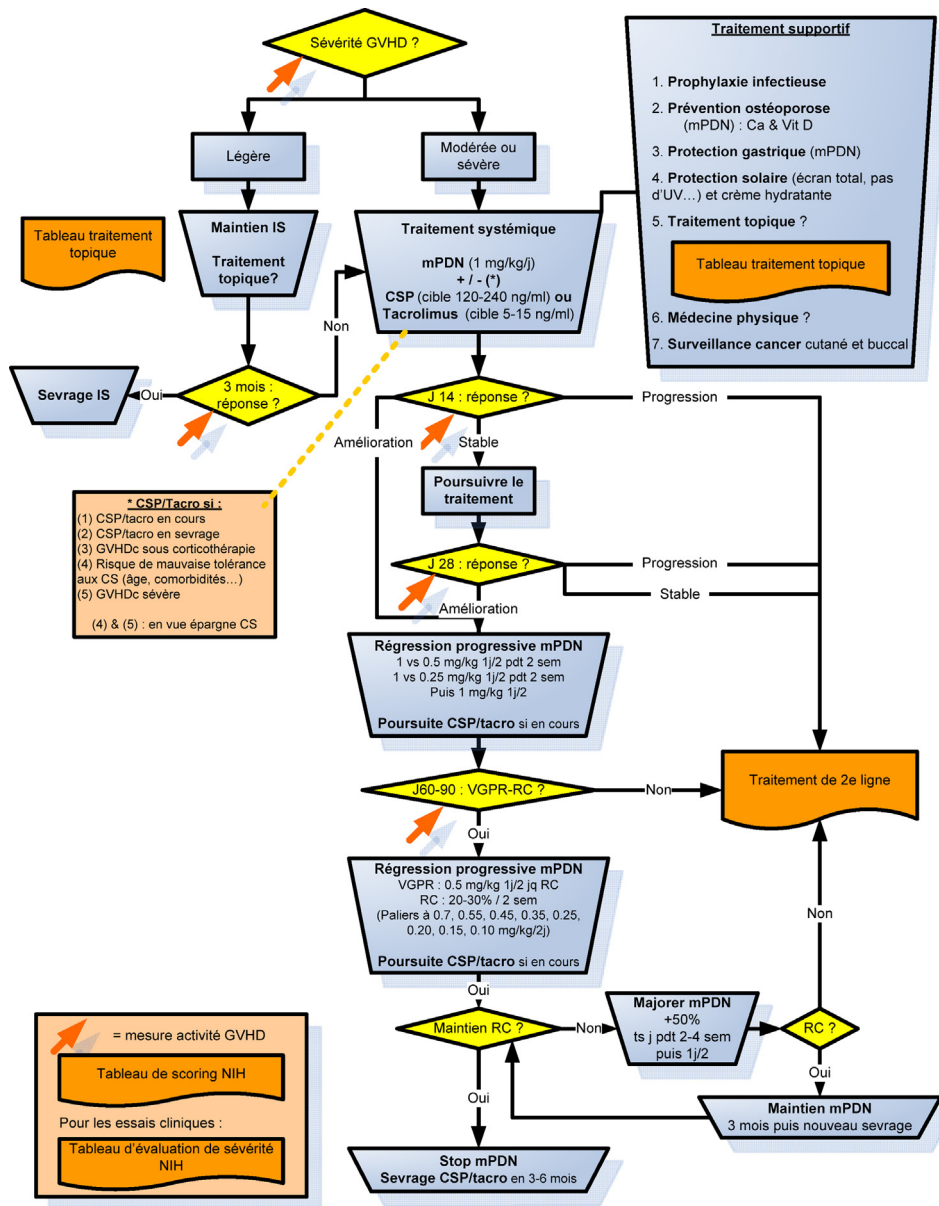 Sévérité GVHD ?
Légère
Modérée ou
sévère
Traitement supportif
1. Prophylaxie infectieuse
2. Prévention ostéoporose
(mPDN) : Ca & Vit D
3. Protection gastrique (mPDN)
4. Protection solaire (écran total, pas
d'UV…) et crème hydratante
5. Traitement topique ?
Tableau traitement topique
6. Médecine physique ?
7. Surveillance cancer cutané et buccal
Tableau traitement
topique
Maintien IS
Traitement
topique?
Traitement systémique
mPDN (1 mg/kg/j)
+ / - (*)
CSP (cible 120-240 ng/ml) ou
Tacrolimus (cible 5-15 ng/ml)
Non
Sevrage IS
Oui
3 mois :
réponse ?
J 14 : réponse ?
Progression
Amélioration
Stable
Poursuivre le
traitement
* CSP/Tacro si :
(1) CSP/tacro en cours
(2) CSP/tacro en sevrage
(3) GVHDc sous corticothérapie
(4) Risque de mauvaise tolérance
aux CS (âge, comorbidités…)
(5) GVHDc sévère
(4) & (5) : en vue épargne CS
J 28 : réponse ?
Progression
Stable
Amélioration
Régression progressive mPDN
1 vs 0.5 mg/kg 1j/2 pdt 2 sem
1 vs 0.25 mg/kg 1j/2 pdt 2 sem
Puis 1 mg/kg 1j/2
Poursuite CSP/tacro si en cours
J60-90 : VGPR-RC ?
Non
Traitement de 2e ligne
Oui
Régression progressive mPDN
VGPR : 0.5 mg/kg 1j/2 jq RC
RC : 20-30% / 2 sem
(Paliers à 0.7, 0.55, 0.45, 0.35, 0.25,
0.20, 0.15, 0.10 mg/kg/2j)
Poursuite CSP/tacro si en cours
Non
Oui
Maintien RC ?
Non
Majorer mPDN
+50%
ts j pdt 2-4 sem
puis 1j/2
RC ?
Oui
Oui
Maintien mPDN
3 mois puis nouveau sevrage
Stop mPDN
Sevrage CSP/tacro en 3-6 mois
= mesure activité GVHD
Tableau de scoring NIH
Pour les essais cliniques :
Tableau d'évaluation de sévérité
NIH